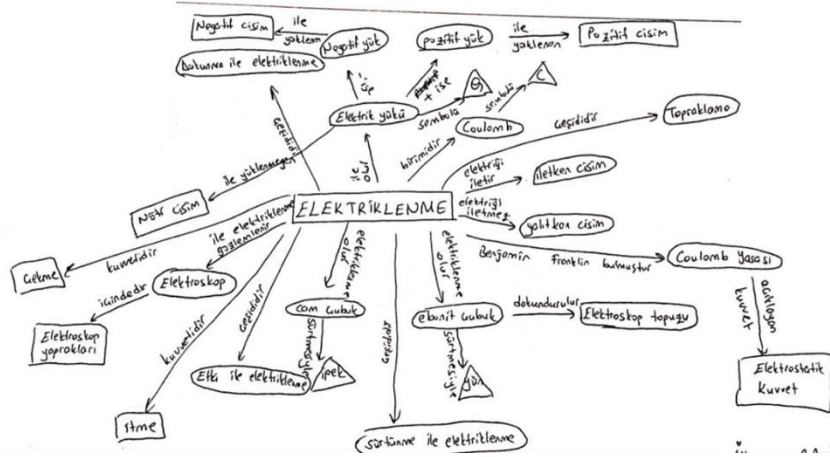 Negatif cisim
ile
yüklenen
Negatif yük
Pozitif yük
ile
yüklenen
Pozitif cisim
Dokunma ile elektriklenme
- ise
+ ise
Elektrik yükü
sembolü
Coulomb
sembolü
C
Topraklama
çeşididir
çeşididir
ile yüklenmeyen
ile
olur
birimidir
elektriği
iletir
iletken cisim
Nötr cisim
ELEKTRİKLENME
elektriği
iletmez
yalıtkan cisim
ile elektriklenme
gözlemlenir
kuvvetidir
Çekme
Elektroskop
içindedir
Elektroskop
yaprakları
kuvvetidir
İtme
çeşididir
Etki ile elektriklenme
elektriklenme
olur
cam çubuk
sürtmesiyle
ipek
çeşididir
Sürtünme ile elektriklenme
elektriklenme
olur
ebonit çubuk
sürtmesiyle
yün
dokundurulur
Elektroskop topuzu
Benjamin Franklin bulmuştur
Coulomb Yasası
açıklayan
kuvvet
Elektrostatik
kuvvet